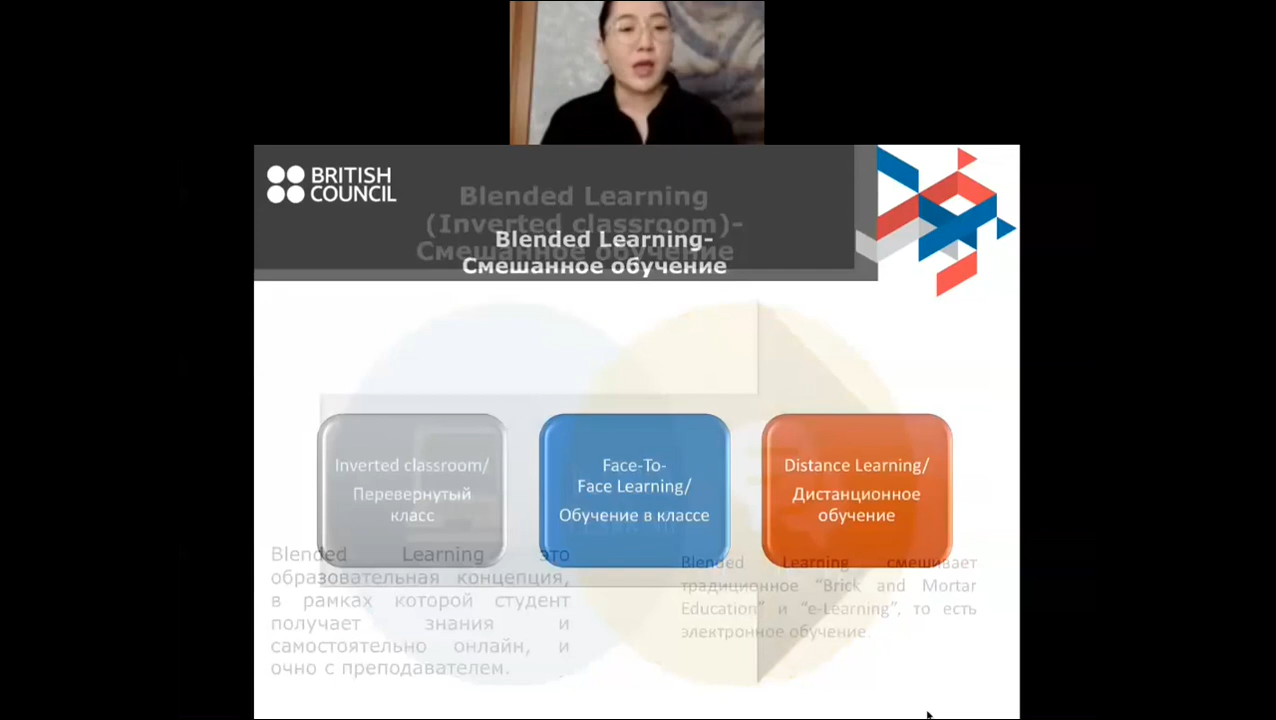 BRITISH
COUNCIL
Blended Learning
(Inverted classroom)-
Смешанное обучение
Blended Learning-
Смешанное обучение
Inverted classroom/
Перевернутый
класс
Face-To-
Face Learning/
Обучение в классе
Distance Learning/
Дистанционное
обучение
Blended Learning это
образовательная концепция,
в рамках которой студент
получает знания и
самостоятельно онлайн, и
очно с преподавателем.
Blended Learning смешивает
традиционное “Brick and Mortar
Education” и “e-Learning”, то есть
электронное обучение.